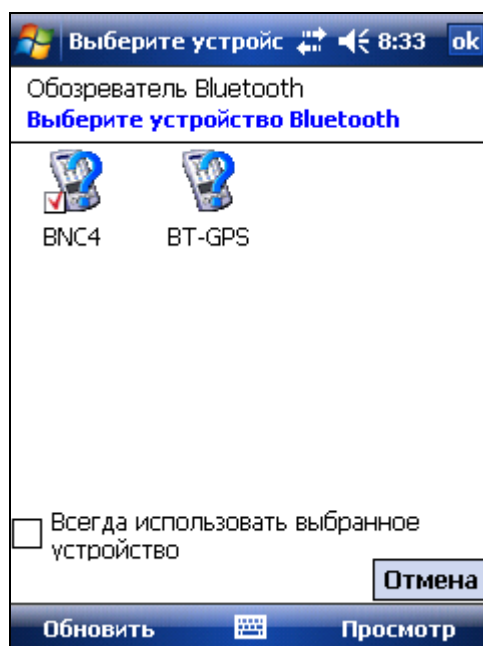 Выберите устройс 8:33 ok
Обозреватель Bluetooth
Выберите устройство Bluetooth
BNC4 BT-GPS
Всегда использовать выбранное
устройство
Отмена
Обновить Просмотр